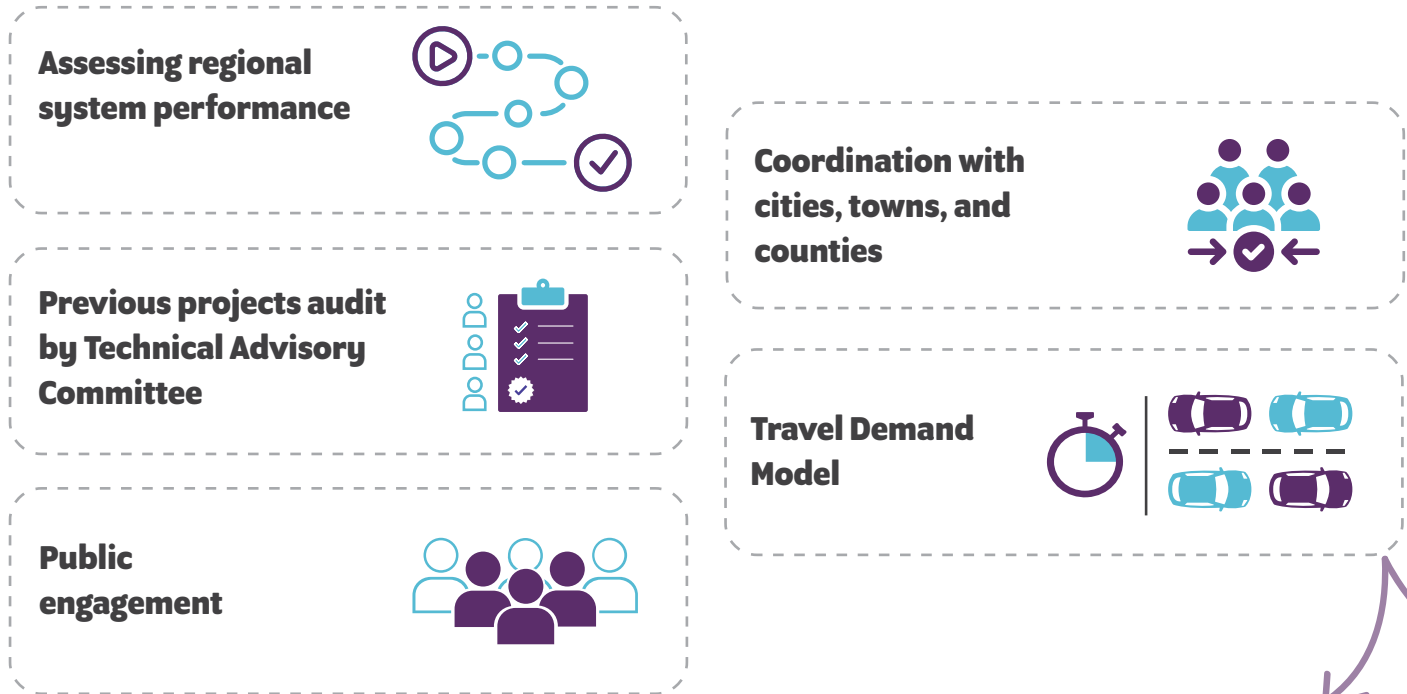 Assessing regional
system performance
Previous projects audit
by Technical Advisory
Committee
Public
engagement
Coordination with
cities, towns, and
counties
Travel Demand
Model